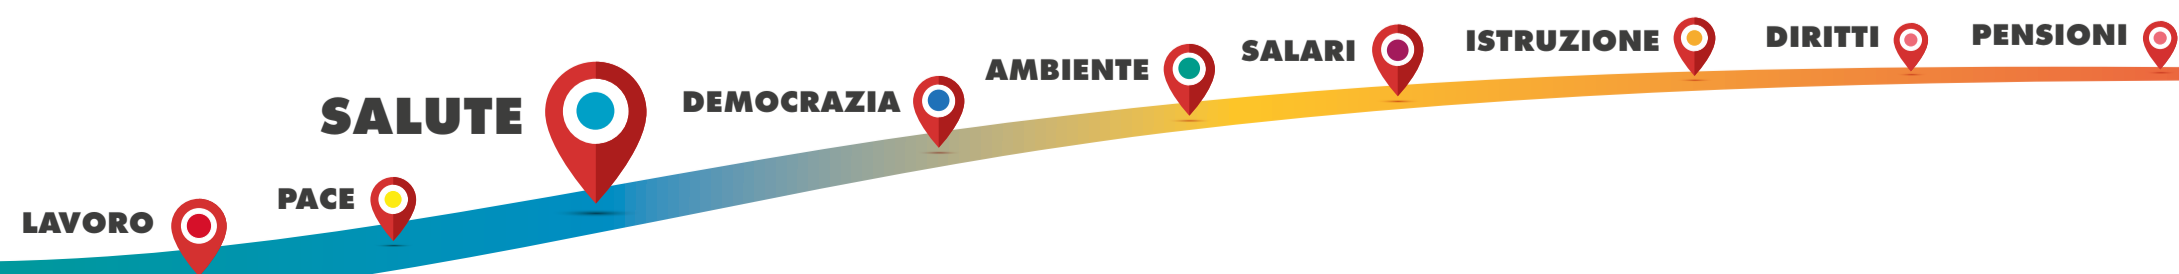 LAVORO
PACE
SALUTE
DEMOCRAZIA
AMBIENTE
SALARI
ISTRUZIONE
DIRITTI
PENSIONI